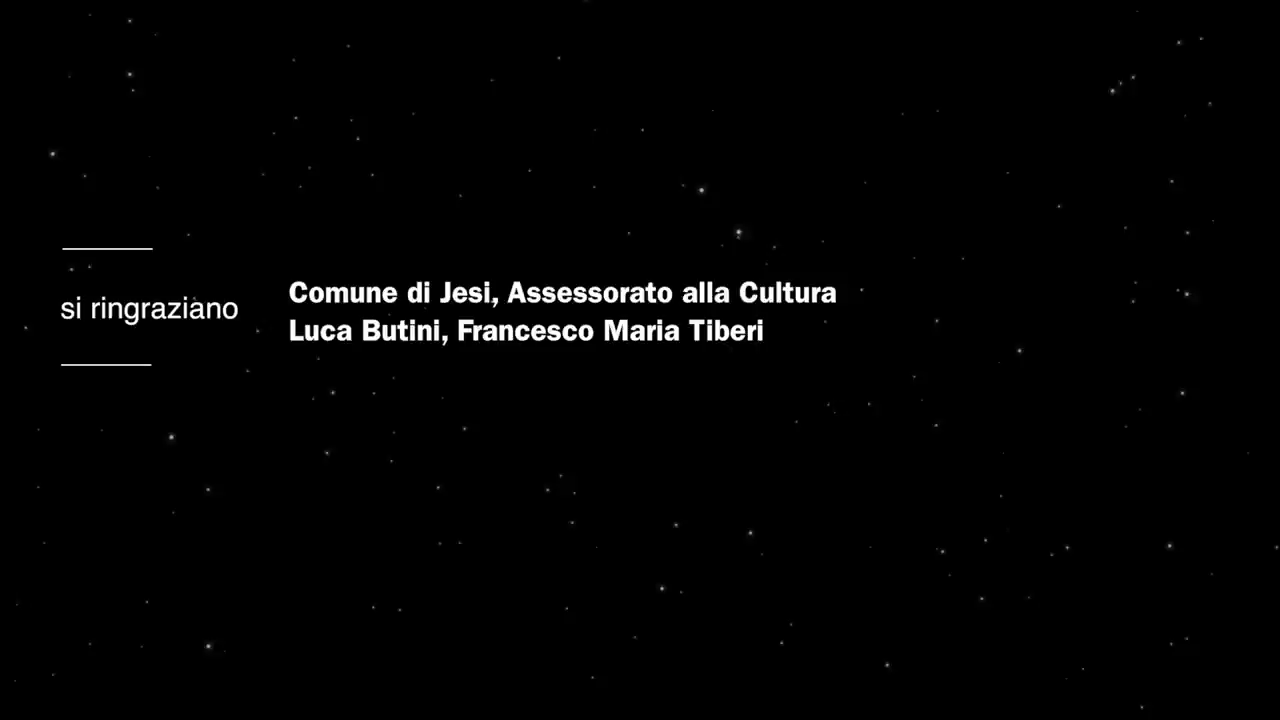 si ringraziano
Comune di Jesi, Assessorato alla Cultura
Luca Butini, Francesco Maria Tiberi